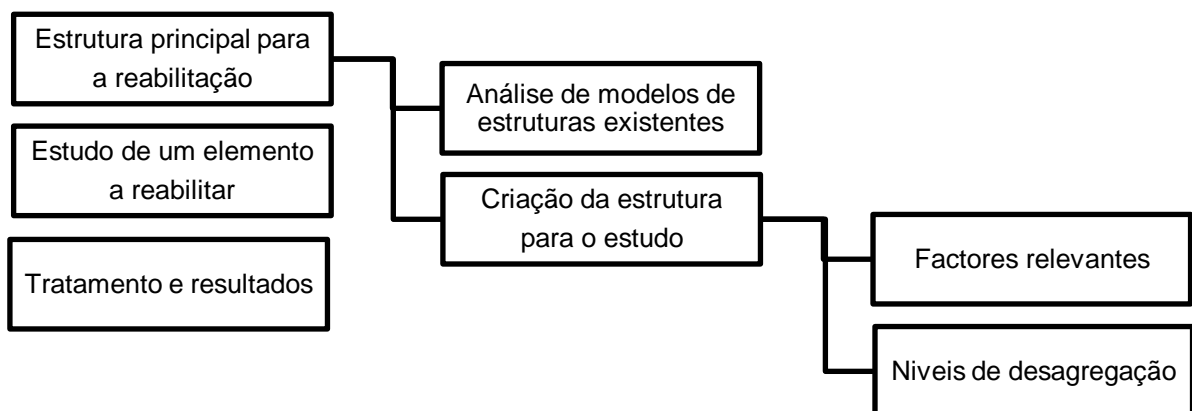 Estrutura principal para
a reabilitação
Análise de modelos de
estruturas existentes
Estudo de um elemento
a reabilitar
Criação da estrutura
para o estudo
Tratamento e resultados
Factores relevantes
Niveis de desagregação